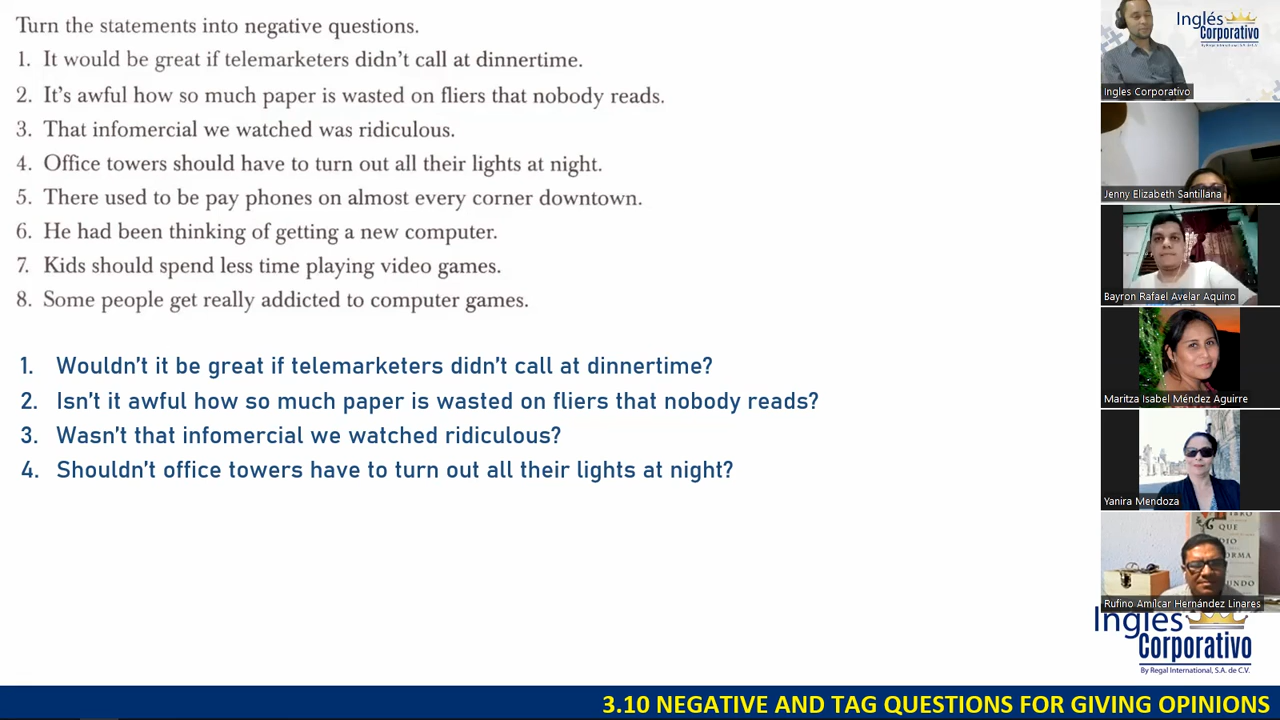 Turn the statements into negative questions.
1. It would be great if telemarketers didn't call at dinnertime.
2. It's awful how so much paper is wasted on fliers that nobody reads.
3. That infomercial we watched was ridiculous.
4. Office towers should have to turn out all their lights at night.
5. There used to be pay phones on almost every corner downtown.
6. He had been thinking of getting a new computer.
7. Kids should spend less time playing video games.
8. Some people get really addicted to computer games.
1. Wouldn't it be great if telemarketers didn't call at dinnertime?
2. Isn't it awful how so much paper is wasted on fliers that nobody reads?
3. Wasn't that infomercial we watched ridiculous?
4. Shouldn't office towers have to turn out all their lights at night?
Inglés
Corporativo
By Regal International, S.A. de C.V.
Ingles Corporativo
Jenny Elizabeth Santillana
Bayron Rafael Avelar Aquino
Maritza Isabel Méndez Aguirre
Yanira Mendoza
QUE
Rufino Amílcar Hernández Linares
Inglés
Corporativo
By Regal International, S.A. de C.V.
3.10 NEGATIVE AND TAG QUESTIONS FOR GIVING OPINIONS